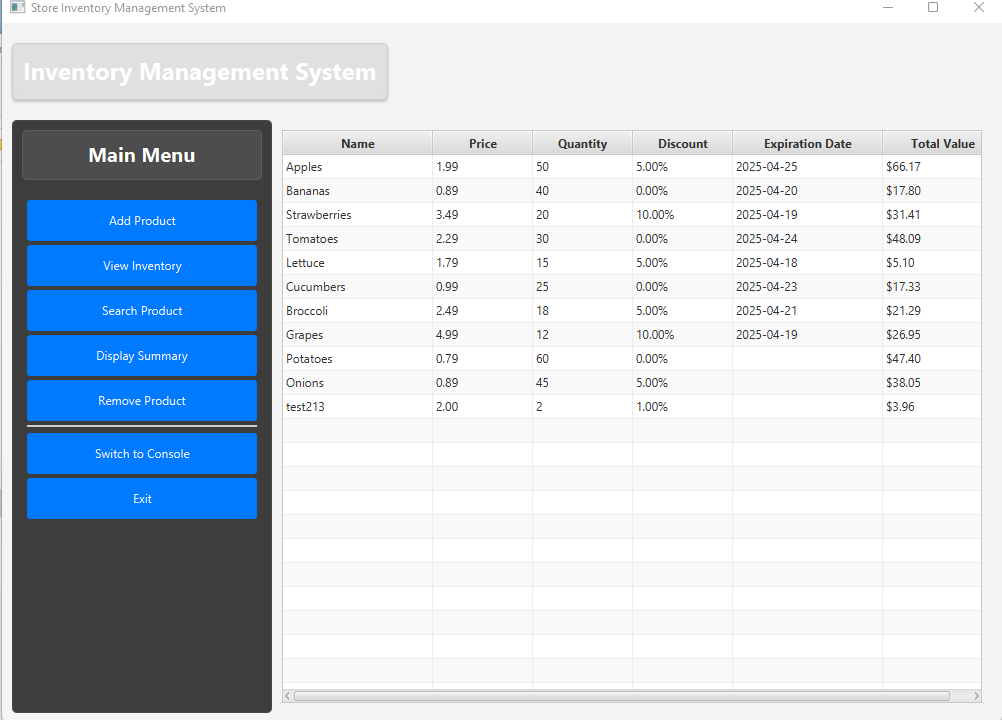 Store Inventory Management System
Inventory Management System
Main Menu
Add Product
View Inventory
Search Product
Display Summary
Remove Product
Switch to Console
Exit
Name Price Quantity Discount Expiration Date Total Value
Apples 1.99 50 5.00% 2025-04-25 $66.17
Bananas 0.89 40 0.00% 2025-04-20 $17.80
Strawberries 3.49 20 10.00% 2025-04-19 $31.41
Tomatoes 2.29 30 0.00% 2025-04-24 $48.09
Lettuce 1.79 15 5.00% 2025-04-18 $5.10
Cucumbers 0.99 25 0.00% 2025-04-23 $17.33
Broccoli 2.49 18 5.00% 2025-04-21 $21.29
Grapes 4.99 12 10.00% 2025-04-19 $26.95
Potatoes 0.79 60 0.00% $47.40
Onions 0.89 45 5.00% $38.05
test213 2.00 2 1.00% $3.96